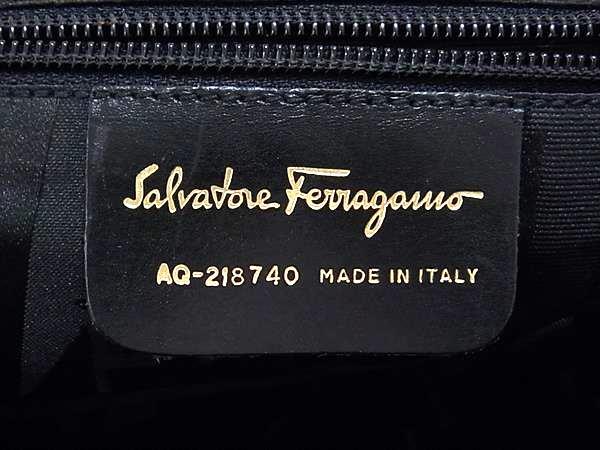 Salvatore Ferragamo
AQ-218740 MADE IN ITALY